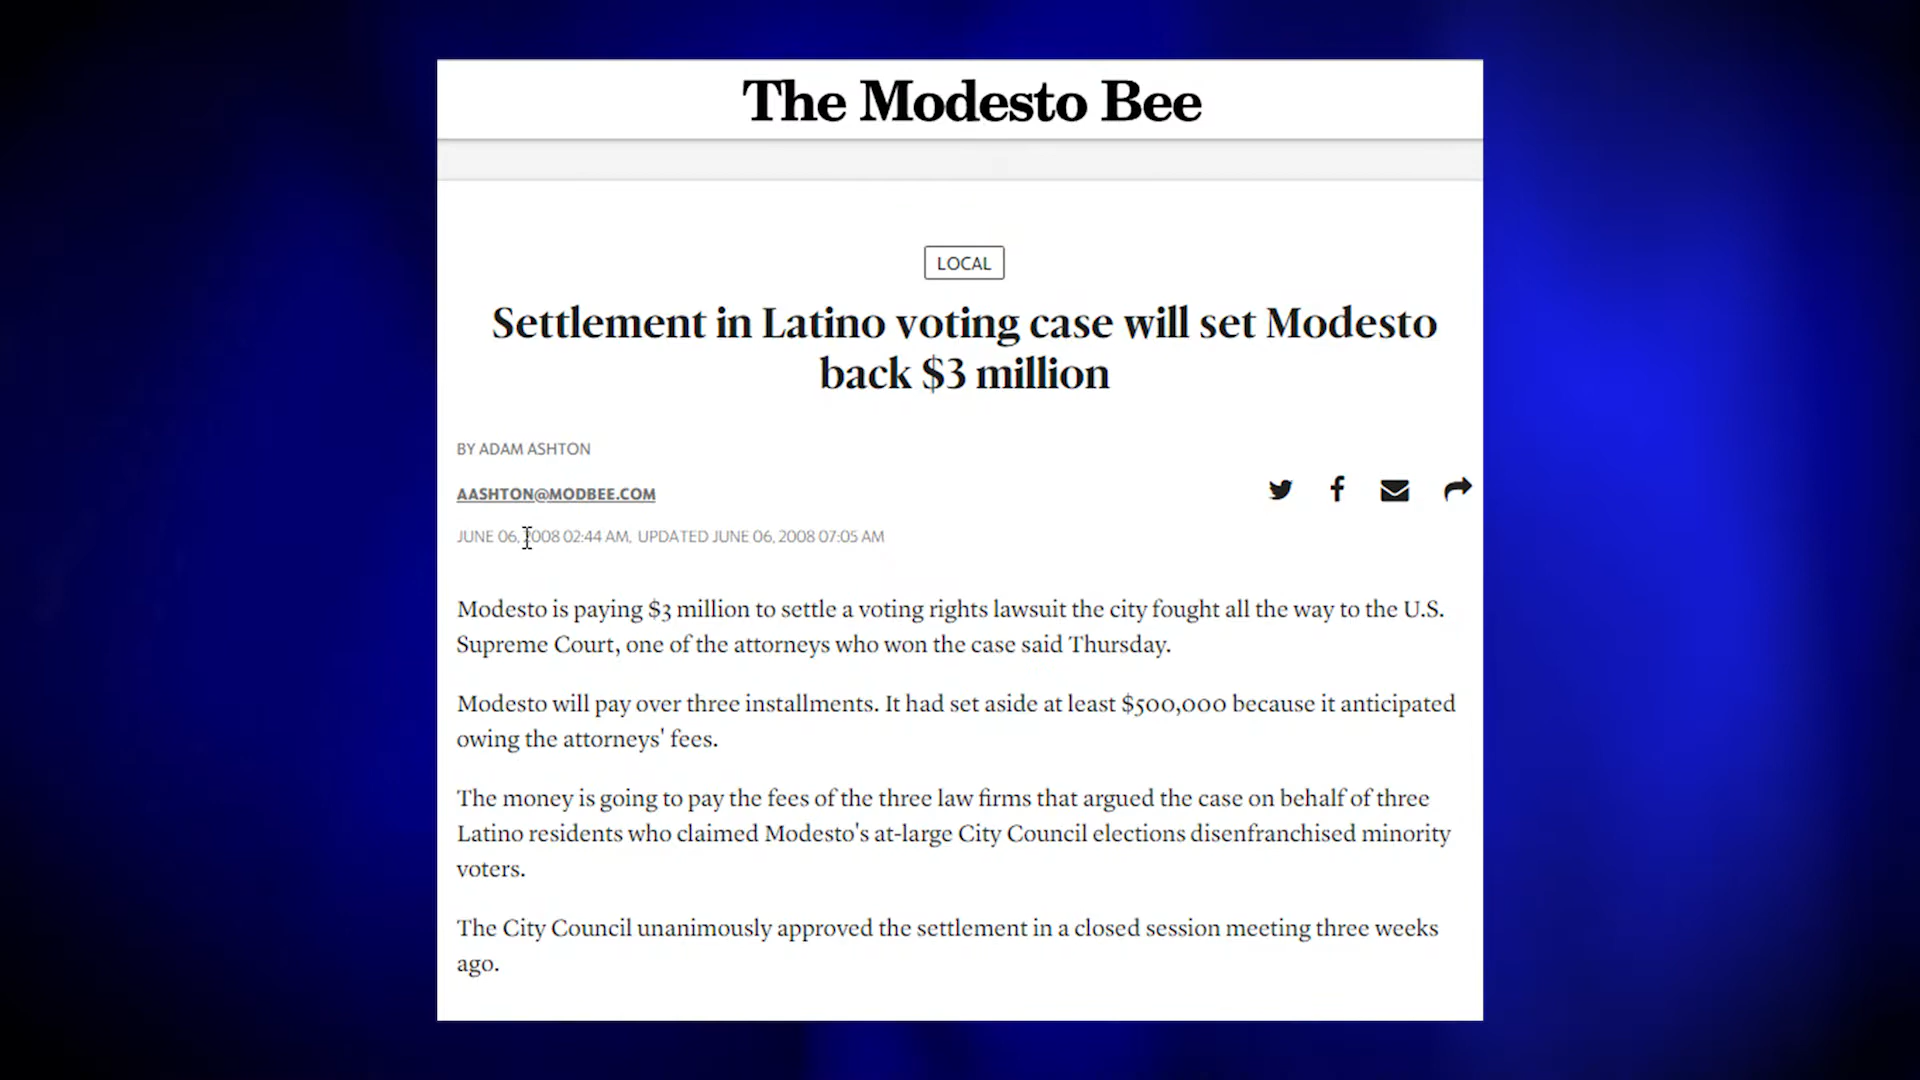 The Modesto Bee
LOCAL
Settlement in Latino voting case will set Modesto
back $3 million
BY ADAM ASHTON
AASHTON@MODBEE.COM
JUNE 06, 2008 02:44 AM, UPDATED JUNE 06, 2008 07:05 AM
Modesto is paying $3 million to settle a voting rights lawsuit the city fought all the way to the U.S.
Supreme Court, one of the attorneys who won the case said Thursday.
Modesto will pay over three installments. It had set aside at least $500,000 because it anticipated
owing the attorneys' fees.
The money is going to pay the fees of the three law firms that argued the case on behalf of three
Latino residents who claimed Modesto's at-large City Council elections disenfranchised minority
voters.
The City Council unanimously approved the settlement in a closed session meeting three weeks
ago.